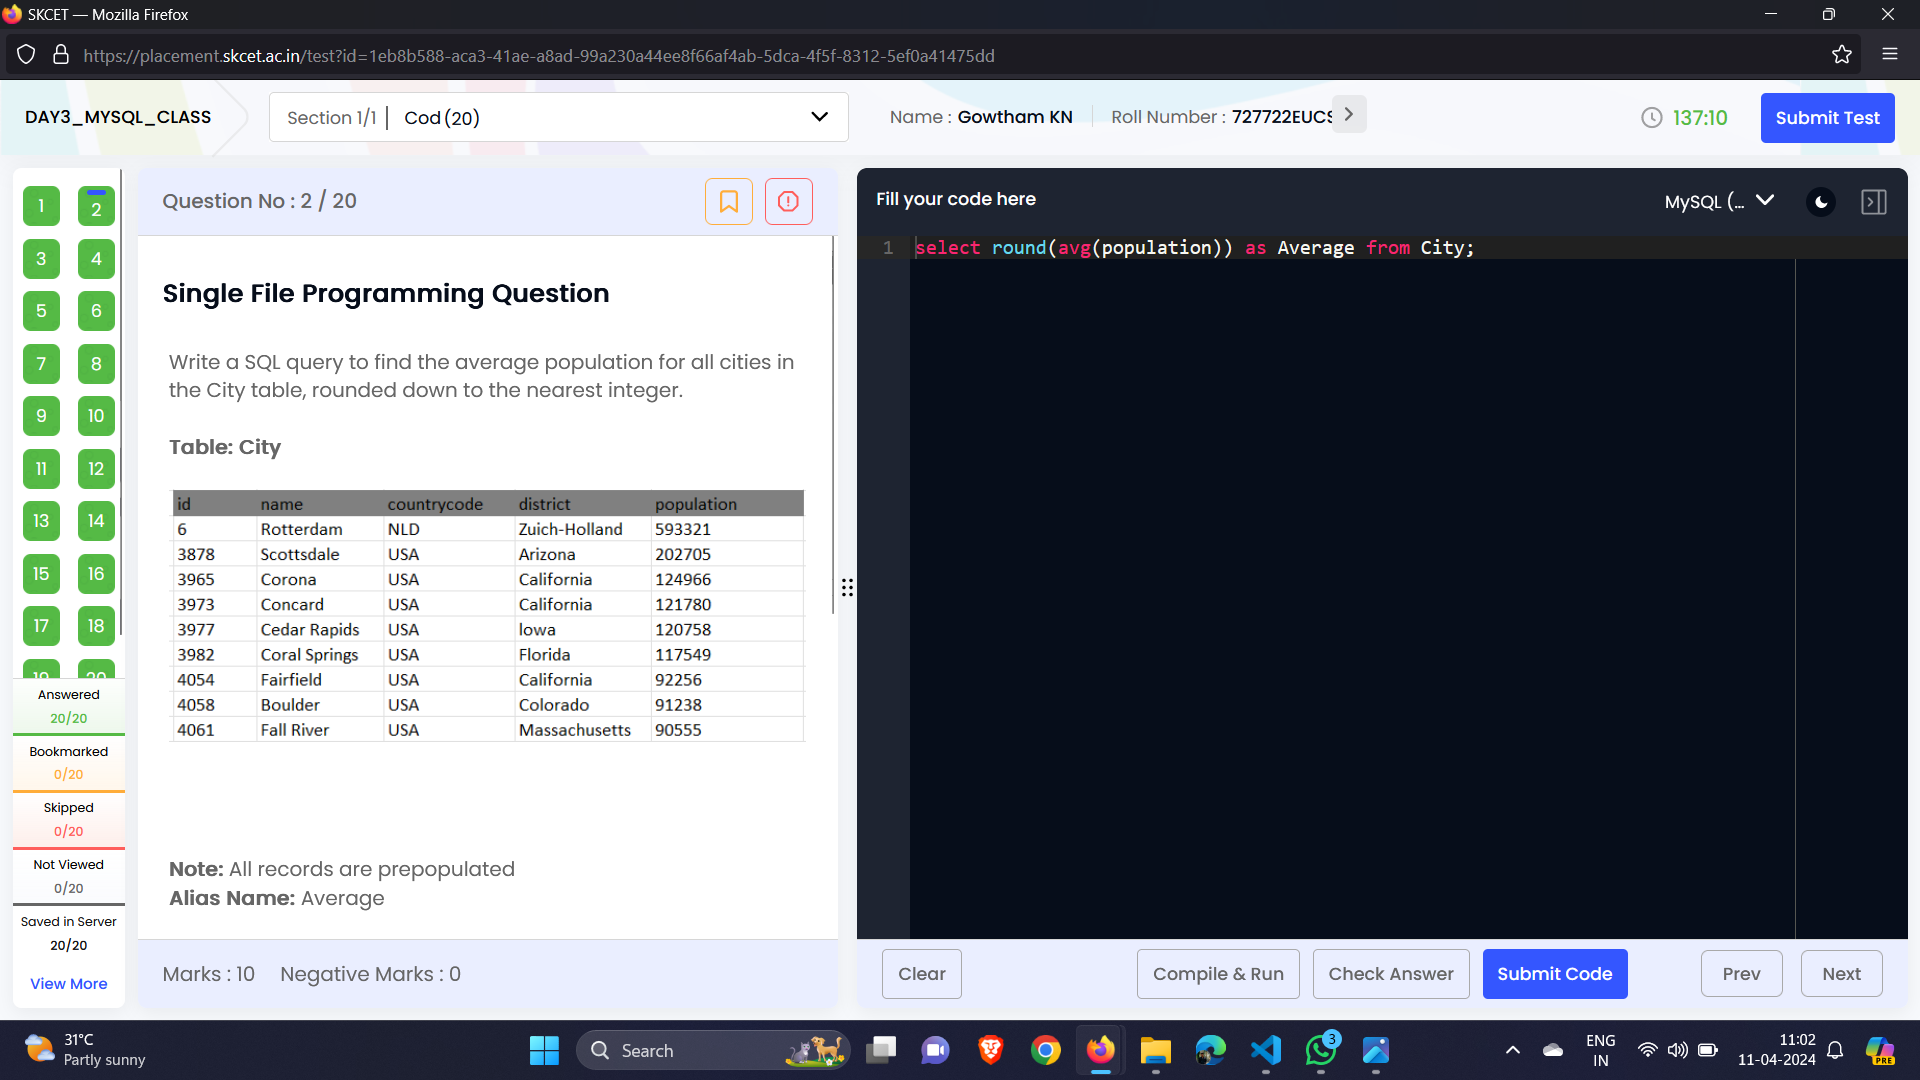 SKCET — Mozilla Firefox
https://placement.skcet.ac.in/test?id=1eb8b588-aca3-41ae-a8ad-99a230a44ee8f66af4ab-5dca-4f5f-8312-5ef0a41475dd
DAY3_MYSQL_CLASS
Section 1/1 | Cod (20)
Name : Gowtham KN
Roll Number : 727722EUCS
137:10
Submit Test
1 2
3 4
5 6
7 8
9 10
11 12
13 14
15 16
17 18
19 20
Answered
20/20
Bookmarked
0/20
Skipped
0/20
Not Viewed
0/20
Saved in Server
20/20
View More
Question No : 2 / 20
Single File Programming Question
Write a SQL query to find the average population for all cities in
the City table, rounded down to the nearest integer.
Table: City
id name countrycode district population
6 Rotterdam NLD Zuich-Holland 593321
3878 Scottsdale USA Arizona 202705
3965 Corona USA California 124966
3973 Concard USA California 121780
3977 Cedar Rapids USA Iowa 120758
3982 Coral Springs USA Florida 117549
4054 Fairfield USA California 92256
4058 Boulder USA Colorado 91238
4061 Fall River USA Massachusetts 90555
Note: All records are prepopulated
Alias Name: Average
Marks : 10 Negative Marks : 0
Fill your code here
MySQL (...
1 select round(avg(population)) as Average from City;
Clear
Compile & Run
Check Answer
Submit Code
Prev
Next
31°C
Partly sunny
Search
3
ENG
IN
11:02
11-04-2024
PRE